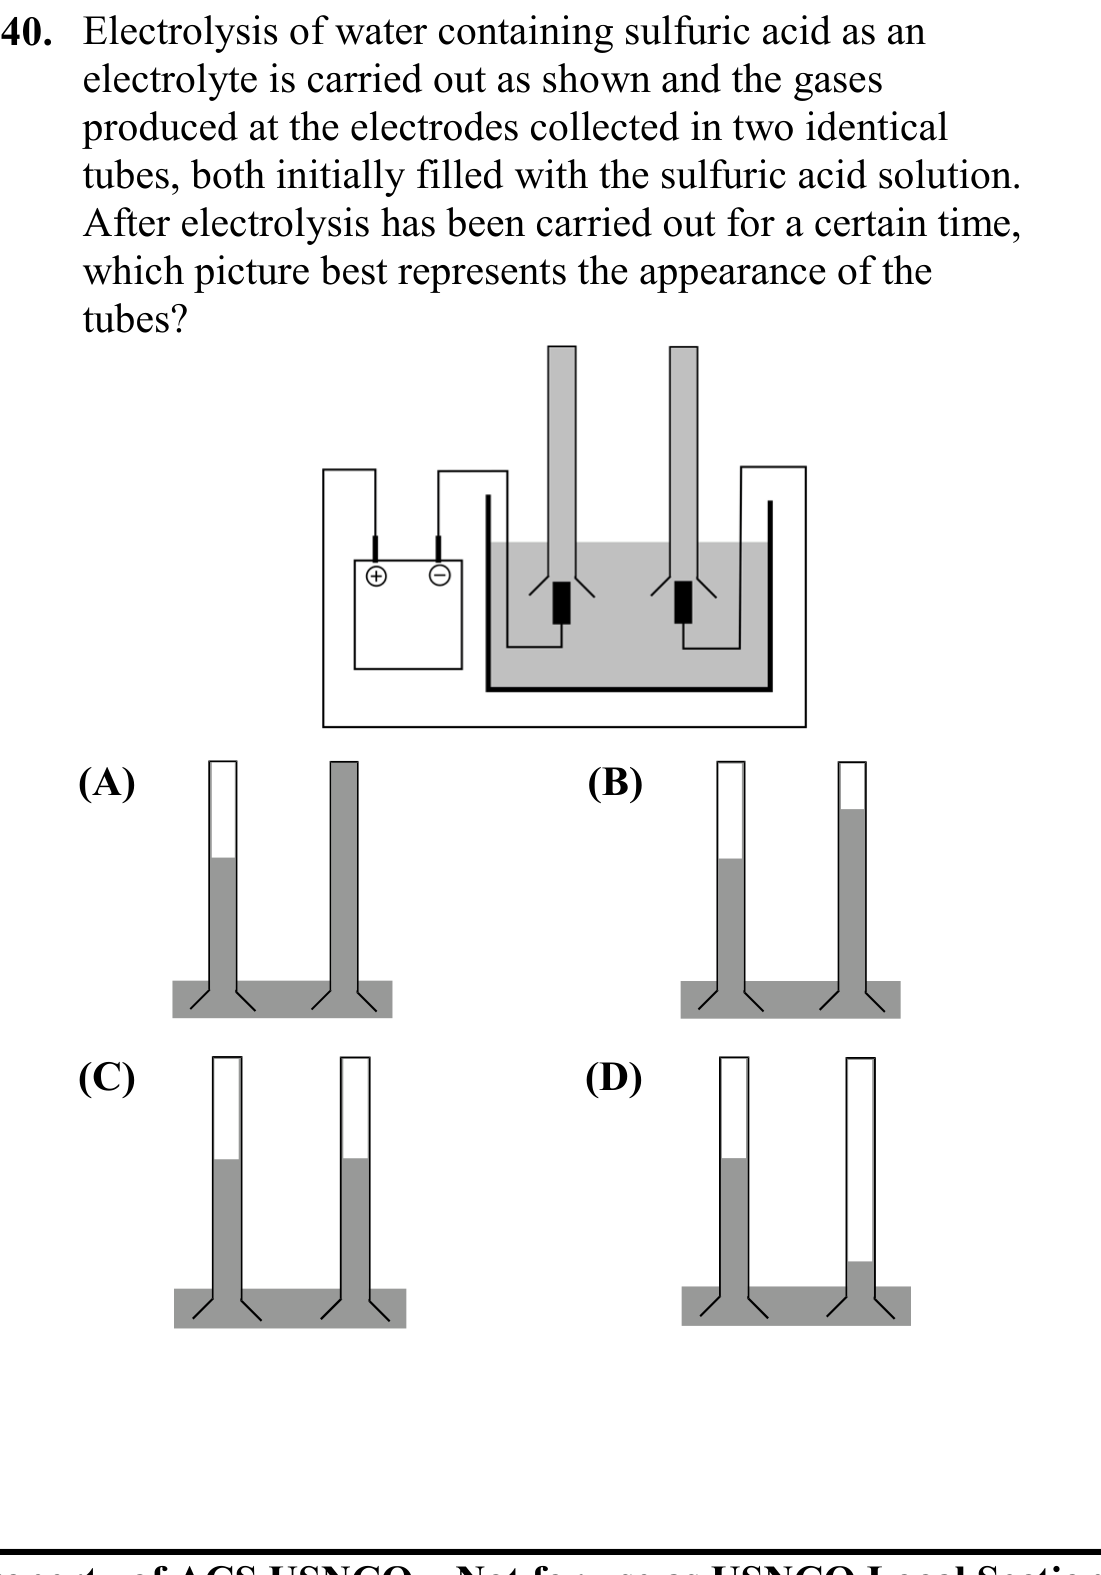 40. Electrolysis of water containing sulfuric acid as an
electrolyte is carried out as shown and the gases
produced at the electrodes collected in two identical
tubes, both initially filled with the sulfuric acid solution.
After electrolysis has been carried out for a certain time,
which picture best represents the appearance of the
tubes?
+ −
(A) (B)
(C) (D)